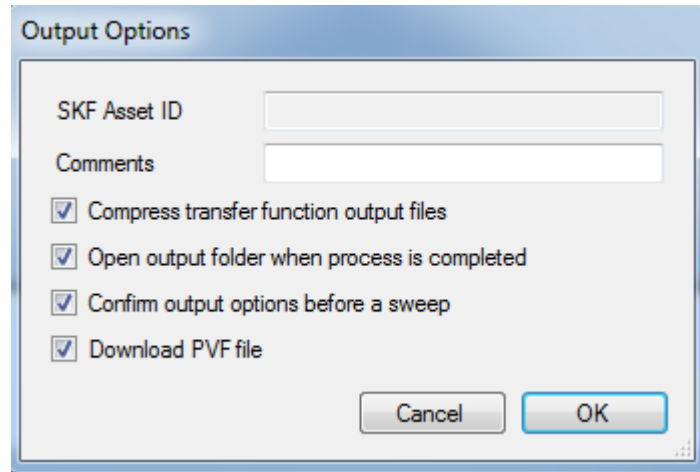 Output Options
SKF Asset ID
Comments
Compress transfer function output files
Open output folder when process is completed
Confirm output options before a sweep
Download PVF file
Cancel OK